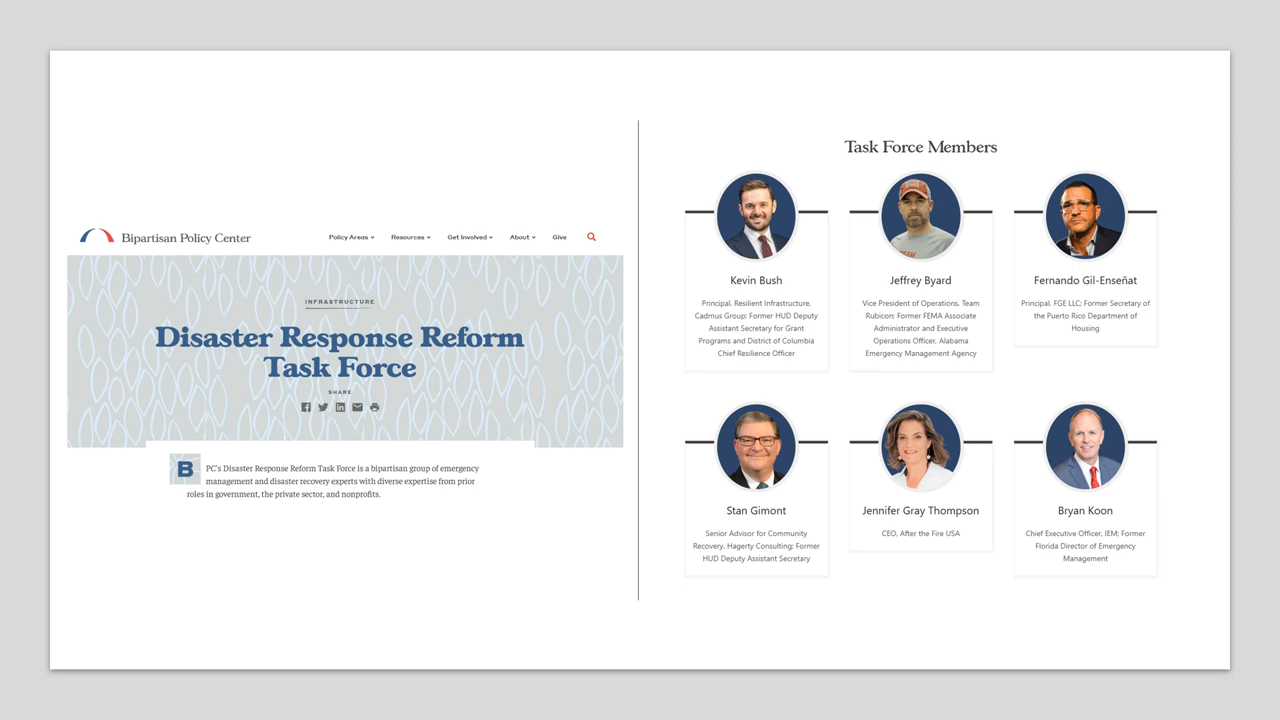 Bipartisan Policy Center
Policy Areas
Resources
Get Involved
About
Give
INFRASTRUCTURE
Disaster Response Reform
Task Force
SHARE
BPC's Disaster Response Reform Task Force is a bipartisan group of emergency
management and disaster recovery experts with diverse expertise from prior
roles in government, the private sector, and nonprofits.
Task Force Members
Kevin Bush
Principal, Resilient Infrastructure,
Cadmus Group; Former HUD Deputy
Assistant Secretary for Grant
Programs and District of Columbia
Chief Resilience Officer
Jeffrey Byard
Vice President of Operations, Team
Rubicon; Former FEMA Associate
Administrator and Executive
Operations Officer, Alabama
Emergency Management Agency
Fernando Gil-Enseñat
Principal, FGE LLC; Former Secretary of
the Puerto Rico Department of
Housing
Stan Gimont
Senior Advisor for Community
Recovery, Hagerty Consulting; Former
HUD Deputy Assistant Secretary
Jennifer Gray Thompson
CEO, After the Fire USA
Bryan Koon
Chief Executive Officer, IEM; Former
Florida Director of Emergency
Management